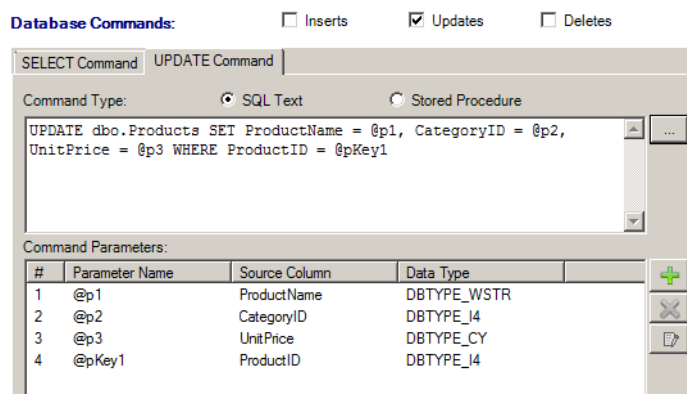 Database Commands: Inserts Updates Deletes
SELECT Command UPDATE Command
Command Type: SQL Text Stored Procedure
UPDATE dbo.Products SET ProductName = @p1, CategoryID = @p2, ...
UnitPrice = @p3 WHERE ProductID = @pKey1
Command Parameters:
# Parameter Name Source Column Data Type
1 @p1 ProductName DBTYPE_WSTR
2 @p2 CategoryID DBTYPE_I4
3 @p3 UnitPrice DBTYPE_CY
4 @pKey1 ProductID DBTYPE_I4